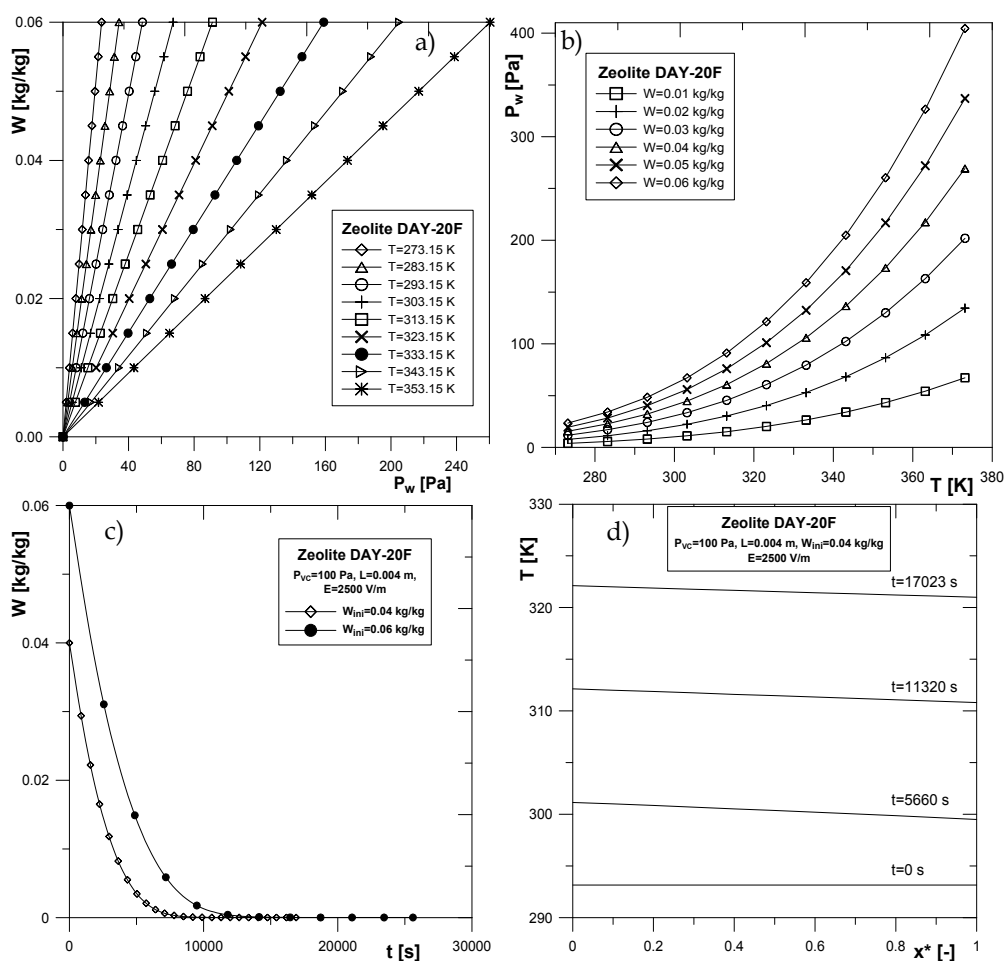 a)
W [kg/kg]
0.06
0.04
0.02
0.00
0 40 80 120 160 200 240
Pw [Pa]
Zeolite DAY-20F
T=273.15 K
T=283.15 K
T=293.15 K
T=303.15 K
T=313.15 K
T=323.15 K
T=333.15 K
T=343.15 K
T=353.15 K
b)
Pw [Pa]
400
300
200
100
0
280 300 320 340 360 380
T [K]
Zeolite DAY-20F
W=0.01 kg/kg
W=0.02 kg/kg
W=0.03 kg/kg
W=0.04 kg/kg
W=0.05 kg/kg
W=0.06 kg/kg
c)
W [kg/kg]
0.06
0.04
0.02
0
0 10000 20000 30000
t [s]
Zeolite DAY-20F
PVC=100 Pa, L=0.004 m,
E=2500 V/m
Wini=0.04 kg/kg
Wini=0.06 kg/kg
d)
T [K]
330
320
310
300
290
0 0.2 0.4 0.6 0.8 1
x* [-]
Zeolite DAY-20F
PVC=100 Pa, L=0.004 m, Wini=0.04 kg/kg
E=2500 V/m
t=17023 s
t=11320 s
t=5660 s
t=0 s